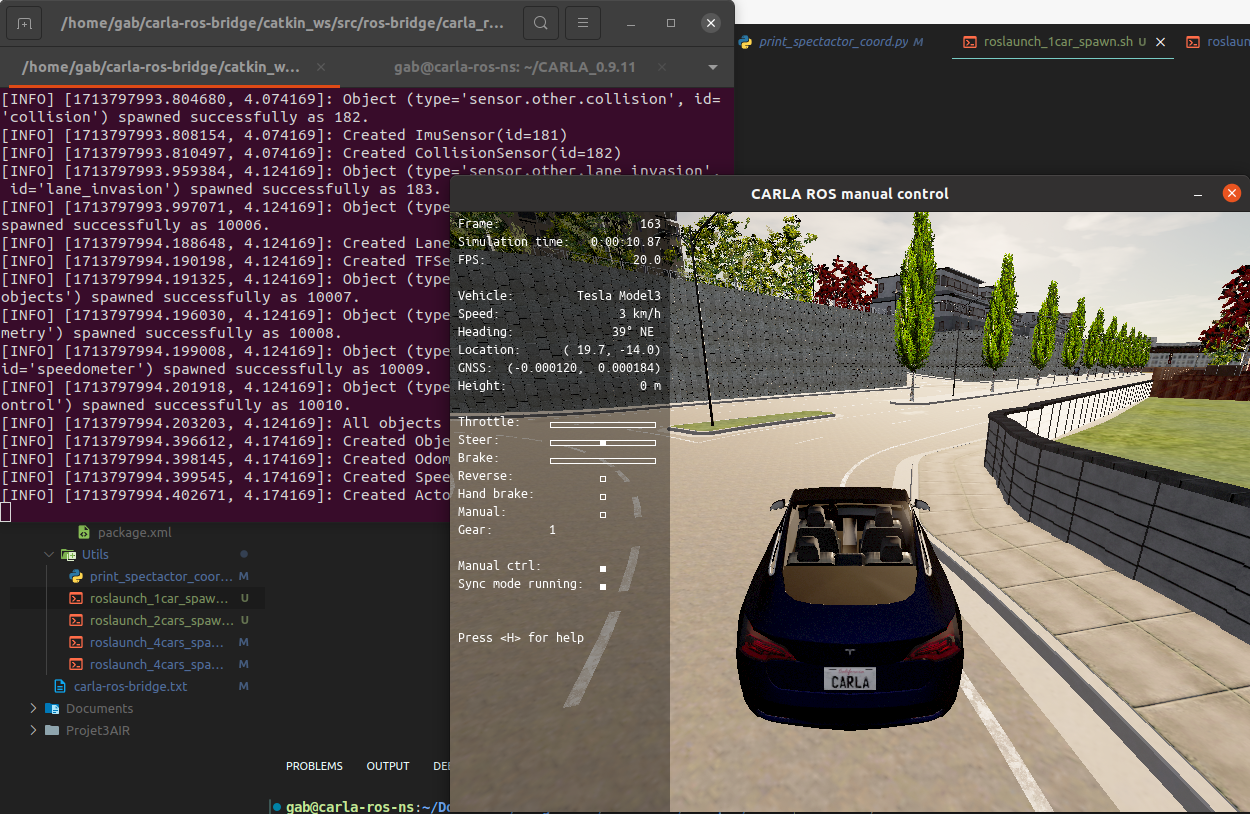 /home/gab/carla-ros-bridge/catkin_ws/src/ros-bridge/carla_r...
/home/gab/carla-ros-bridge/catkin_w...
gab@carla-ros-ns: ~/CARLA_0.9.11
print_spectactor_coord.py M
roslaunch_1car_spawn.sh U
roslaun
[INFO] [1713797993.804680, 4.074169]: Object (type='sensor.other.collision', id=
'collision') spawned successfully as 182.
[INFO] [1713797993.808154, 4.074169]: Created ImuSensor(id=181)
[INFO] [1713797993.810497, 4.074169]: Created CollisionSensor(id=182)
[INFO] [1713797993.959384, 4.124169]: Object (type='sensor.other.lane_invasion',
id='lane_invasion') spawned successfully as 183.
[INFO] [1713797993.997071, 4.124169]: Object (type
spawned successfully as 10006.
[INFO] [1713797994.188648, 4.124169]: Created Lane
[INFO] [1713797994.190198, 4.124169]: Created TFSe
[INFO] [1713797994.191325, 4.124169]: Object (type
objects') spawned successfully as 10007.
[INFO] [1713797994.196030, 4.124169]: Object (type
metry') spawned successfully as 10008.
[INFO] [1713797994.199008, 4.124169]: Object (type
id='speedometer') spawned successfully as 10009.
[INFO] [1713797994.201918, 4.124169]: Object (type
ontrol') spawned successfully as 10010.
[INFO] [1713797994.203203, 4.124169]: All objects
[INFO] [1713797994.396612, 4.174169]: Created Obje
[INFO] [1713797994.398145, 4.174169]: Created Odom
[INFO] [1713797994.399545, 4.174169]: Created Spee
[INFO] [1713797994.402671, 4.174169]: Created Acto
package.xml
Utils
print_spectactor_coor... M
roslaunch_1car_spaw... U
roslaunch_2cars_spaw... U
roslaunch_4cars_spa... M
roslaunch_4cars_spa... M
carla-ros-bridge.txt M
Documents
Projet3AIR
PROBLEMS
OUTPUT
DE
gab@carla-ros-ns:~/Do
CARLA ROS manual control
Frame: 163
Simulation time: 0:00:10.87
FPS: 20.0
Vehicle: Tesla Model3
Speed: 3 km/h
Heading: 39° NE
Location: ( 19.7, -14.0)
GNSS: (-0.000120, 0.000184)
Height: 0 m
Throttle:
Steer:
Brake:
Reverse:
Hand brake:
Manual:
Gear: 1
Manual ctrl:
Sync mode running:
Press <H> for help
CARLA